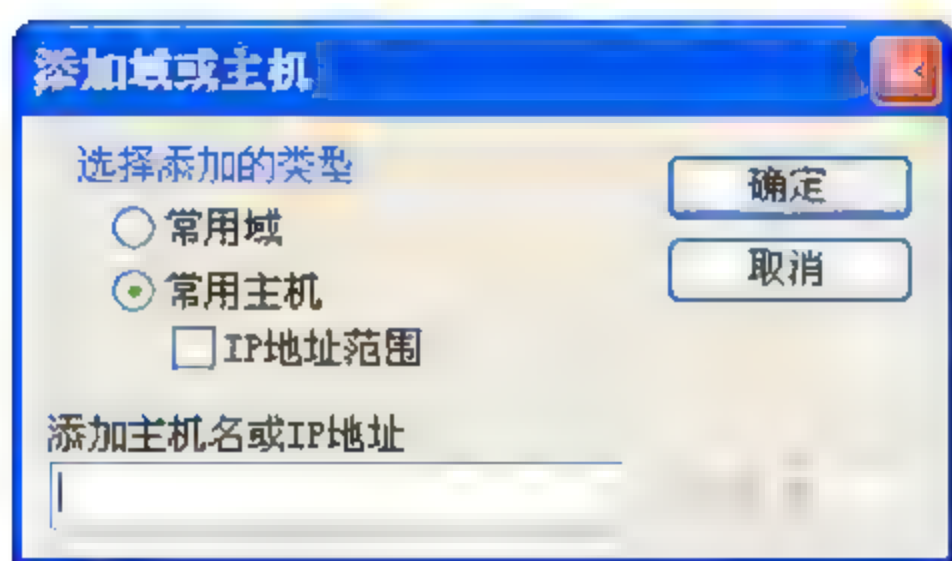 添加域或主机
选择添加的类型
常用域
常用主机
IP地址范围
添加主机名或IP地址
确定
取消